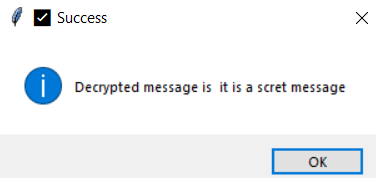 Success
Decrypted message is  it is a scret message
OK